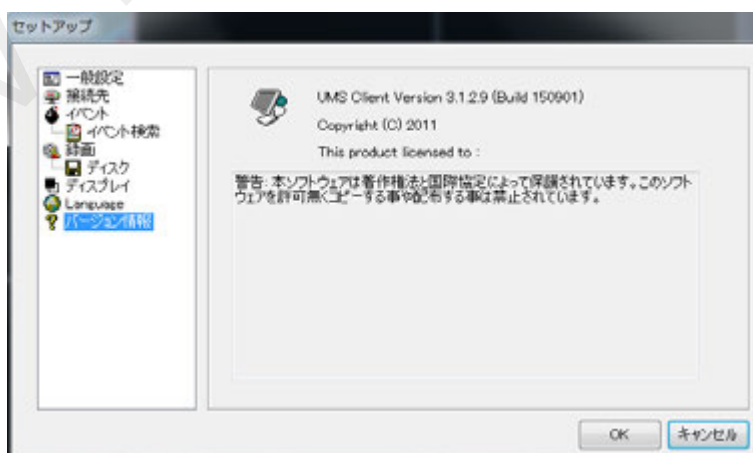 セットアップ
一般設定
接続先
イベント
イベント検索
録画
ディスク
ディスプレイ
Language
バージョン情報
UMS Client Version 3.1.2.9 (Build 150901)
Copyright (C) 2011
This product licensed to :
警告: 本ソフトウェアは著作権法と国際協定によって保護されています。このソフト
ウェアを許可無くコピーする事や配布する事は禁止されています。
OK
キャンセル